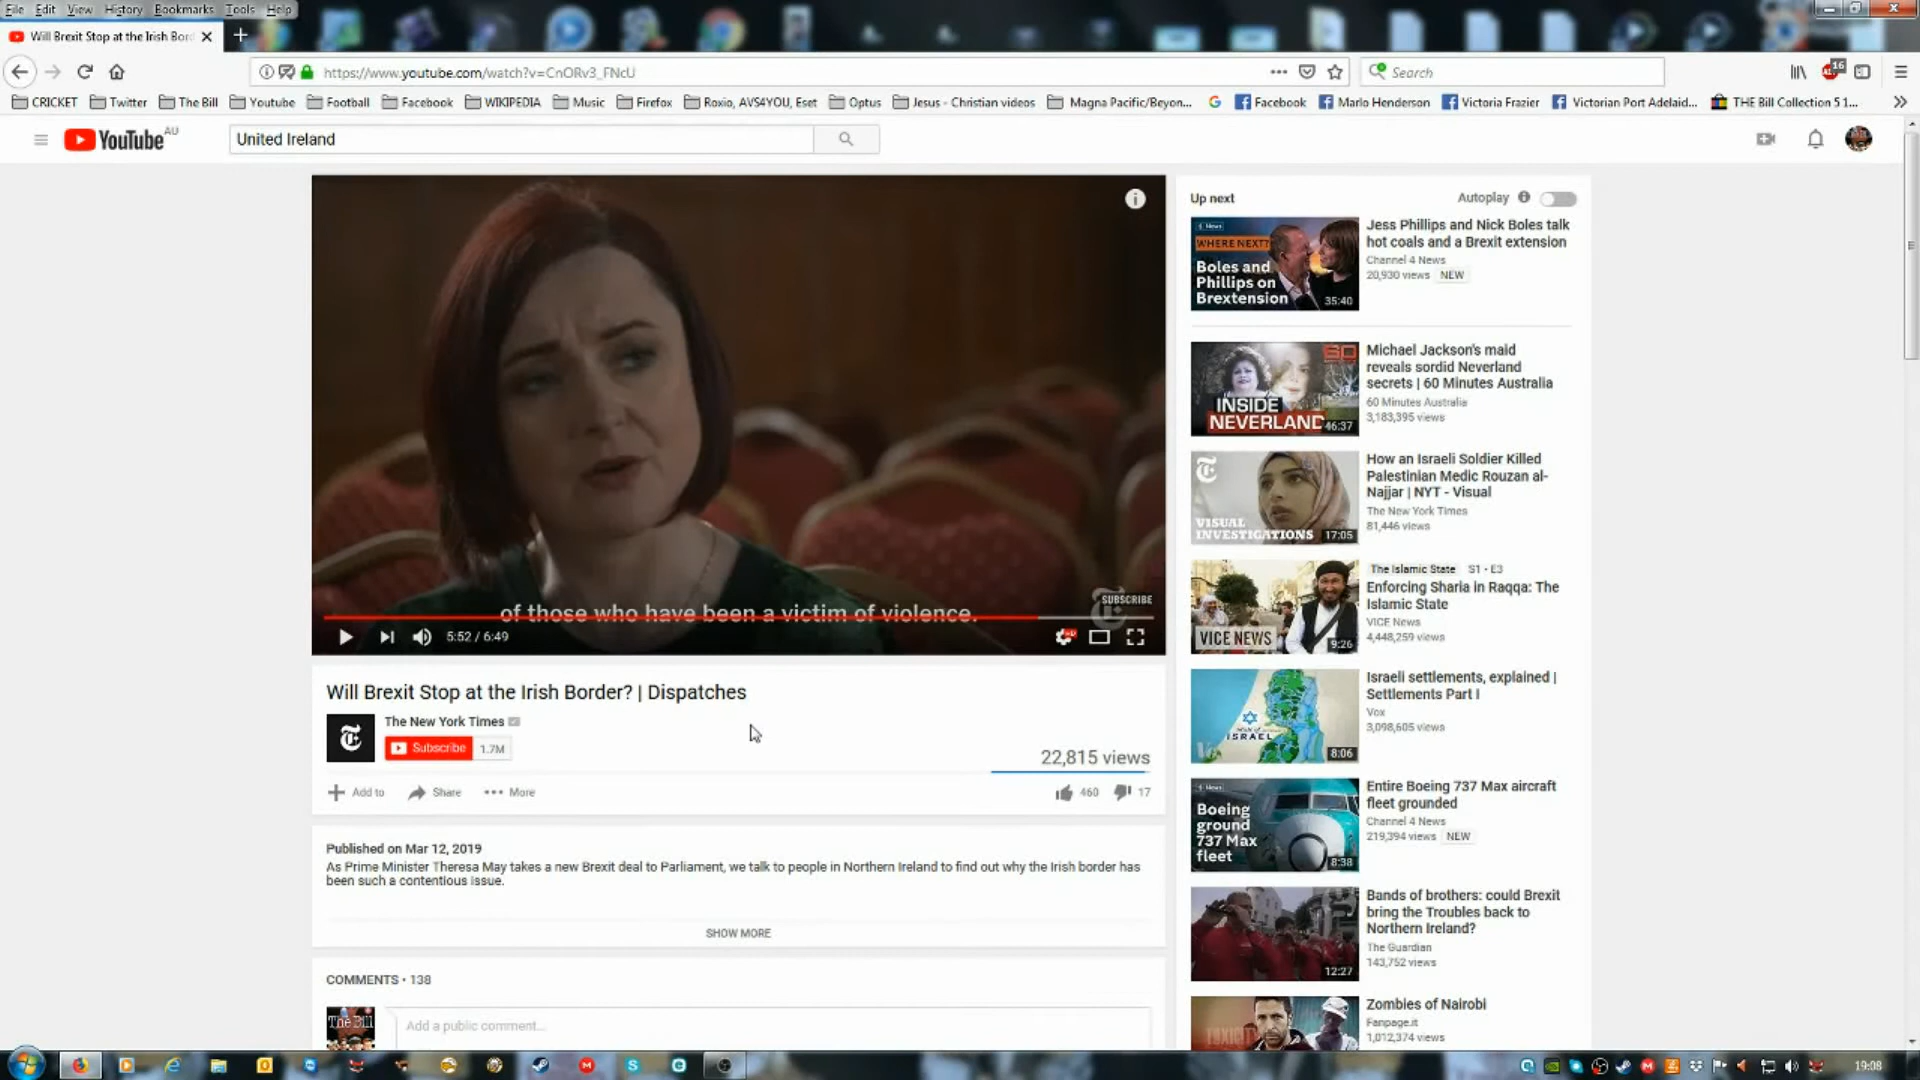 File Edit View History Bookmarks Tools Help
Will Brexit Stop at the Irish Bord
https://www.youtube.com/watch?v=CnORv3_FNcU
Search
16
CRICKET Twitter The Bill Youtube Football Facebook WIKIPEDIA Music Firefox Roxio, AVS4YOU, Eset Optus Jesus - Christian videos Magna Pacific/Beyon... Facebook Mario Henderson Victoria Frazier Victorian Port Adelaid... THE Bill Collection 5 1...
YouTube AU
United Ireland
of those who have been a victim of violence.
SUBSCRIBE
5:52 / 6:49
Will Brexit Stop at the Irish Border? | Dispatches
The New York Times
Subscribe 1.7M
22,815 views
Add to Share More
460 17
Published on Mar 12, 2019
As Prime Minister Theresa May takes a new Brexit deal to Parliament, we talk to people in Northern Ireland to find out why the Irish border has
been such a contentious issue.
SHOW MORE
COMMENTS • 138
The Bill
Add a public comment...
Up next
Autoplay
News
WHERE NEXT?
Boles and
Phillips on
Brextension
35:40
Jess Phillips and Nick Boles talk
hot coals and a Brexit extension
Channel 4 News
20,930 views NEW
60
INSIDE
NEVERLAND
46:37
Michael Jackson's maid
reveals sordid Neverland
secrets | 60 Minutes Australia
60 Minutes Australia
3,183,395 views
VISUAL
INVESTIGATIONS
17:05
How an Israeli Soldier Killed
Palestinian Medic Rouzan al-
Najjar | NYT - Visual
The New York Times
81,446 views
VICE NEWS
9:26
The Islamic State S1 • E3
Enforcing Sharia in Raqqa: The
Islamic State
VICE News
4,448,259 views
ISRAEL
8:06
Israeli settlements, explained |
Settlements Part I
Vox
3,098,605 views
News
Boeing
ground
737 Max
fleet
8:38
Entire Boeing 737 Max aircraft
fleet grounded
Channel 4 News
219,394 views NEW
12:27
Bands of brothers: could Brexit
bring the Troubles back to
Northern Ireland?
The Guardian
143,752 views
Zombies of Nairobi
Fanpage.it
1,012,374 views
19:08